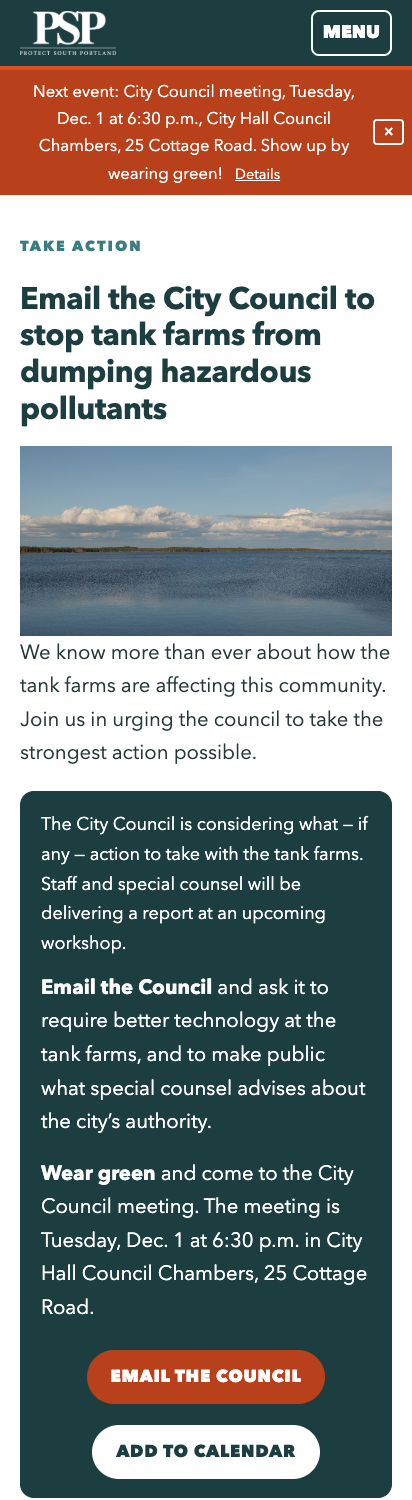 PSP
PROTECT SOUTH PORTLAND
MENU
Next event: City Council meeting, Tuesday,
Dec. 1 at 6:30 p.m., City Hall Council
Chambers, 25 Cottage Road. Show up by
wearing green! Details
×
TAKE ACTION
Email the City Council to
stop tank farms from
dumping hazardous
pollutants
We know more than ever about how the
tank farms are affecting this community.
Join us in urging the council to take the
strongest action possible.
The City Council is considering what – if
any – action to take with the tank farms.
Staff and special counsel will be
delivering a report at an upcoming
workshop.
Email the Council and ask it to
require better technology at the
tank farms, and to make public
what special counsel advises about
the city’s authority.
Wear green and come to the City
Council meeting. The meeting is
Tuesday, Dec. 1 at 6:30 p.m. in City
Hall Council Chambers, 25 Cottage
Road.
EMAIL THE COUNCIL
ADD TO CALENDAR